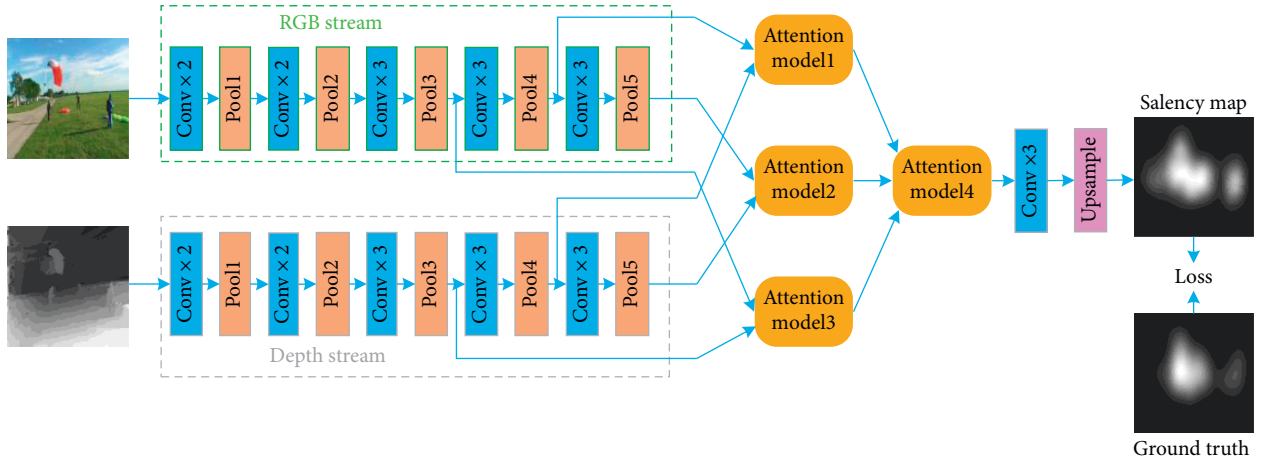 RGB stream
Conv × 2
Pool1
Conv × 2
Pool2
Conv × 3
Pool3
Conv × 3
Pool4
Conv × 3
Pool5
Conv × 2
Pool1
Conv × 2
Pool2
Conv × 3
Pool3
Conv × 3
Pool4
Conv × 3
Pool5
Depth stream
Attention
model1
Attention
model2
Attention
model3
Attention
model4
Conv ×3
Upsample
Salency map
Loss
Ground truth